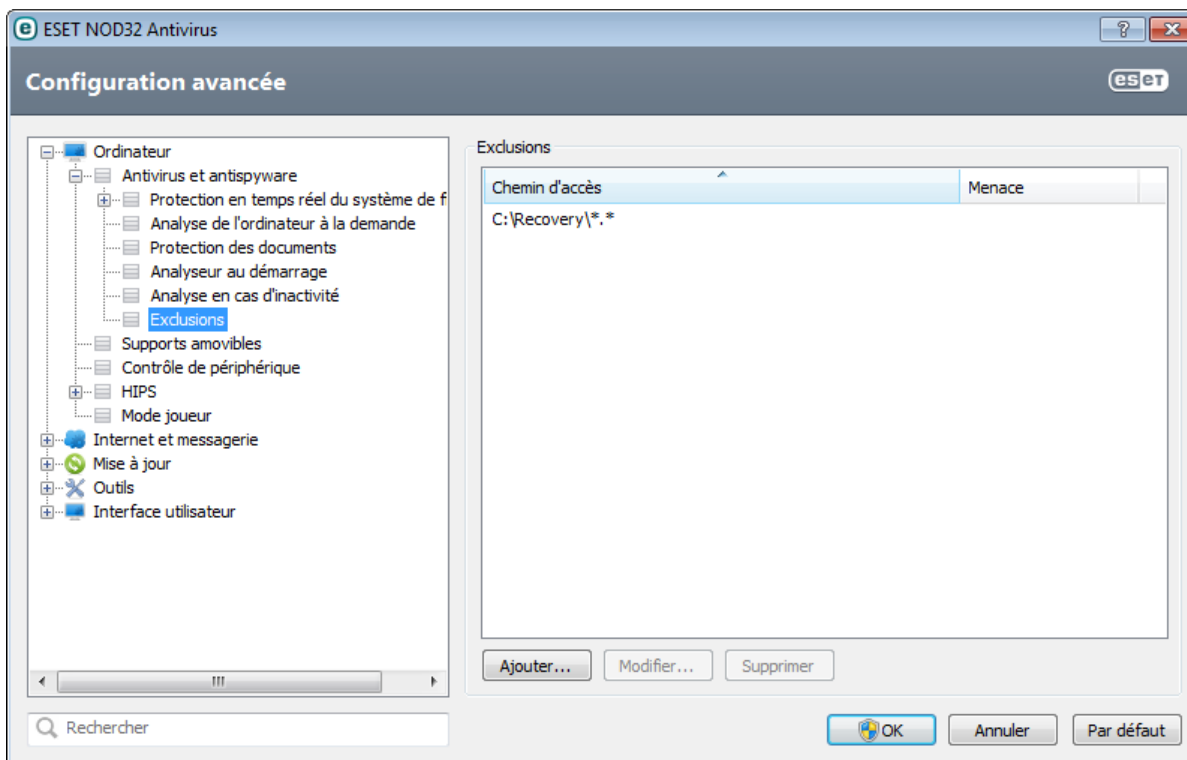 ESET NOD32 Antivirus
Configuration avancée
eset
Ordinateur
Antivirus et antispyware
Protection en temps réel du système de f
Analyse de l'ordinateur à la demande
Protection des documents
Analyseur au démarrage
Analyse en cas d'inactivité
Exclusions
Supports amovibles
Contrôle de périphérique
HIPS
Mode joueur
Internet et messagerie
Mise à jour
Outils
Interface utilisateur
Rechercher
Exclusions
Chemin d'accès Menace
C:\Recovery\*.*
Ajouter... Modifier... Supprimer
OK Annuler Par défaut